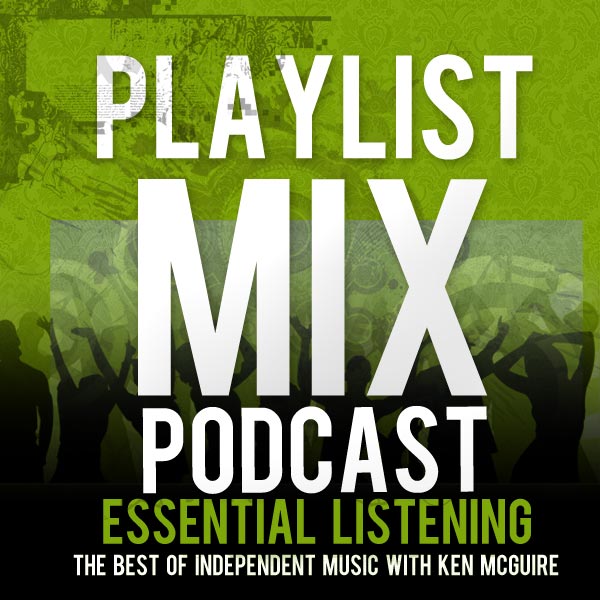 PLAYLIST
MIX
PODCAST
ESSENTIAL LISTENING
THE BEST OF INDEPENDENT MUSIC WITH KEN MCGUIRE